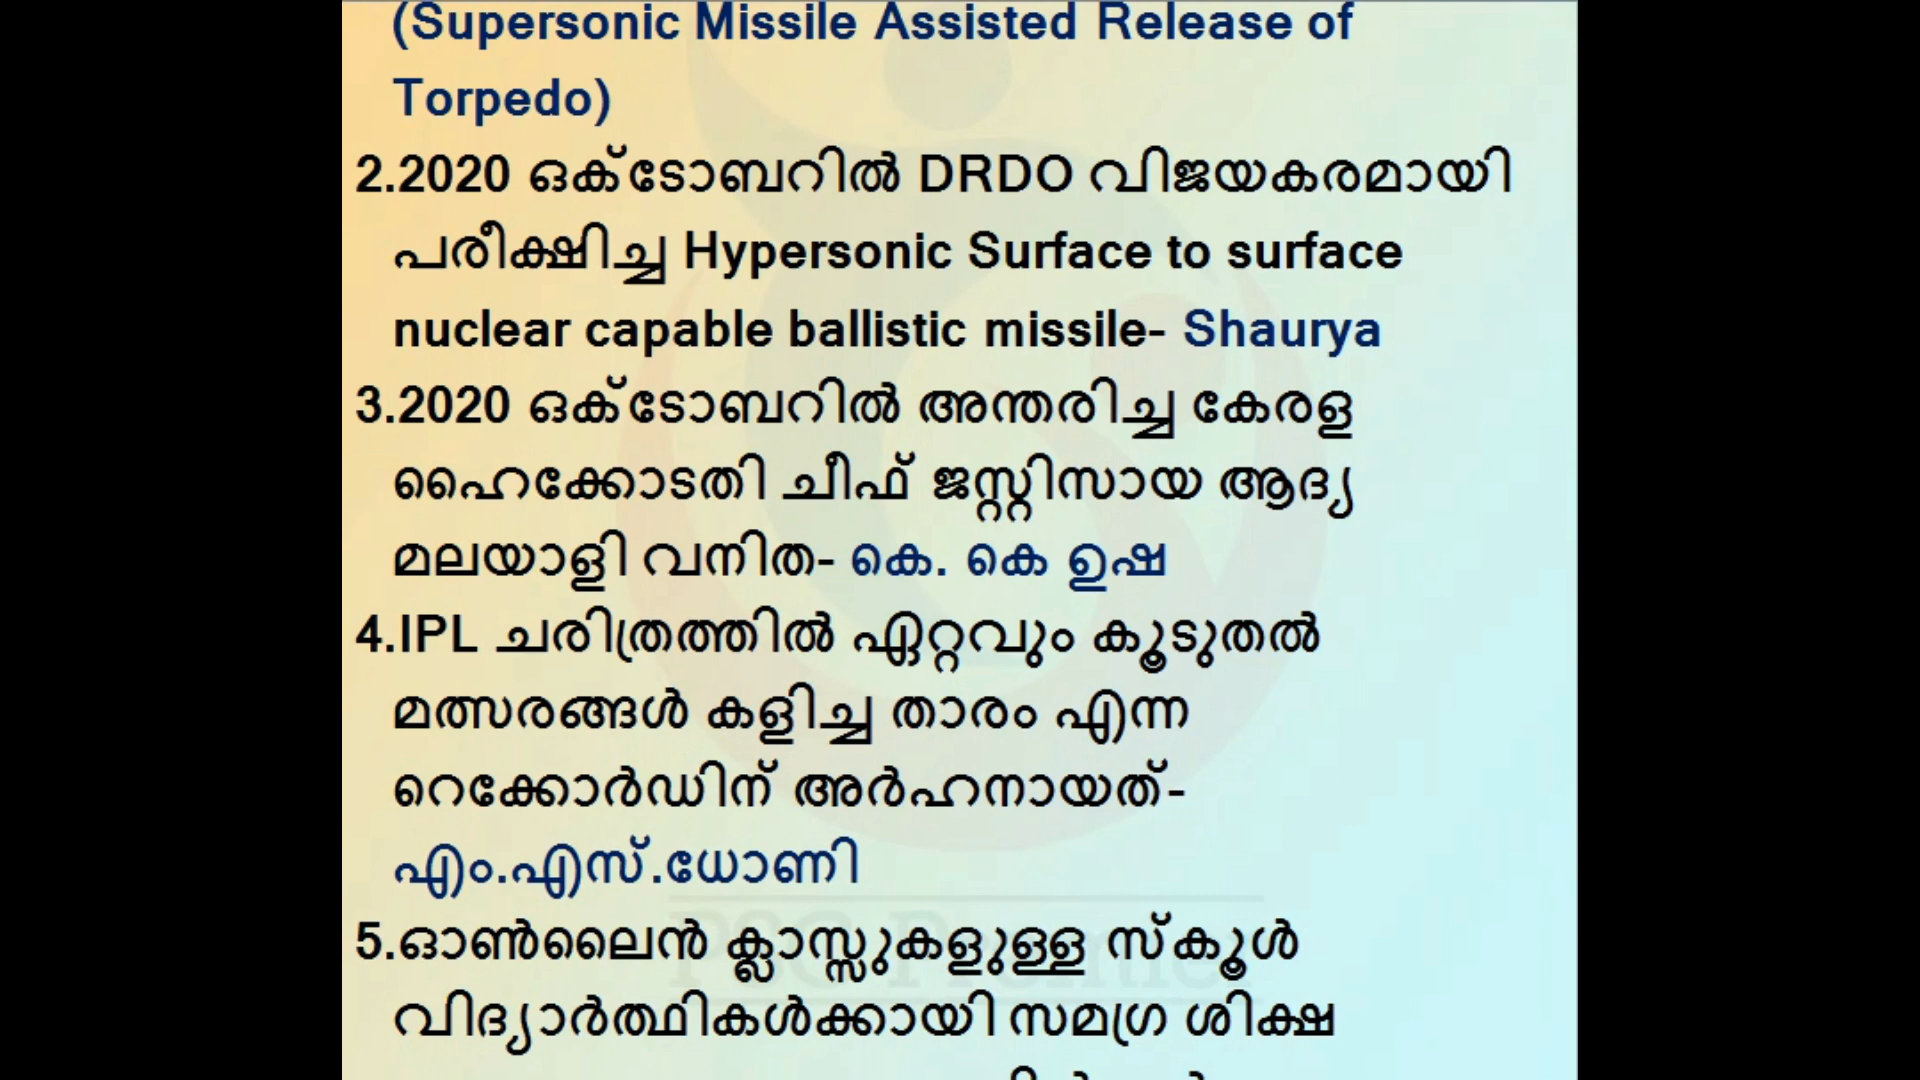 (Supersonic Missile Assisted Release of
Torpedo)
2.2020 ഒക്ടോബറിൽ DRDO വിജയകരമായി
പരീക്ഷിച്ച Hypersonic Surface to surface
nuclear capable ballistic missile- Shaurya
3.2020 ഒക്ടോബറിൽ അന്തരിച്ച കേരള
ഹൈക്കോടതി ചീഫ് ജസ്റ്റിസായ ആദ്യ
മലയാളി വനിത- കെ. കെ ഉഷ
4.IPL ചരിത്രത്തിൽ ഏറ്റവും കൂടുതൽ
മത്സരങ്ങൾ കളിച്ച താരം എന്ന
റെക്കോർഡിന് അർഹനായത്-
എം.എസ്.ധോണി
PSC Premier
5.ഓൺലൈൻ ക്ലാസ്സുകളുള്ള സ്കൂൾ
വിദ്യാർത്ഥികൾക്കായി സമഗ്ര ശിക്ഷ